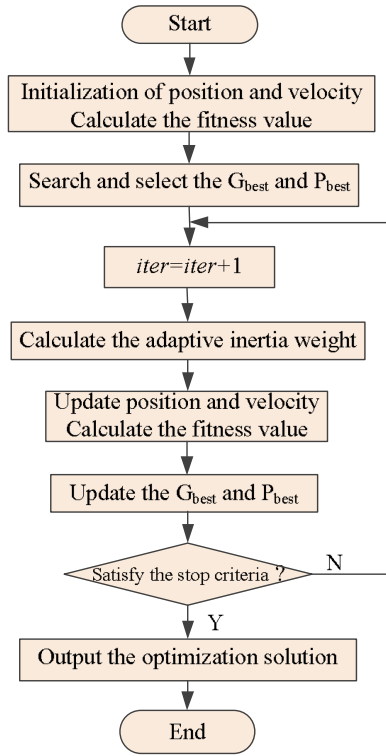 Start
Initialization of position and velocity
Calculate the fitness value
Search and select the Gbest and Pbest
iter=iter+1
Calculate the adaptive inertia weight
Update position and velocity
Calculate the fitness value
Update the Gbest and Pbest
Satisfy the stop criteria ?
N
Y
Output the optimization solution
End